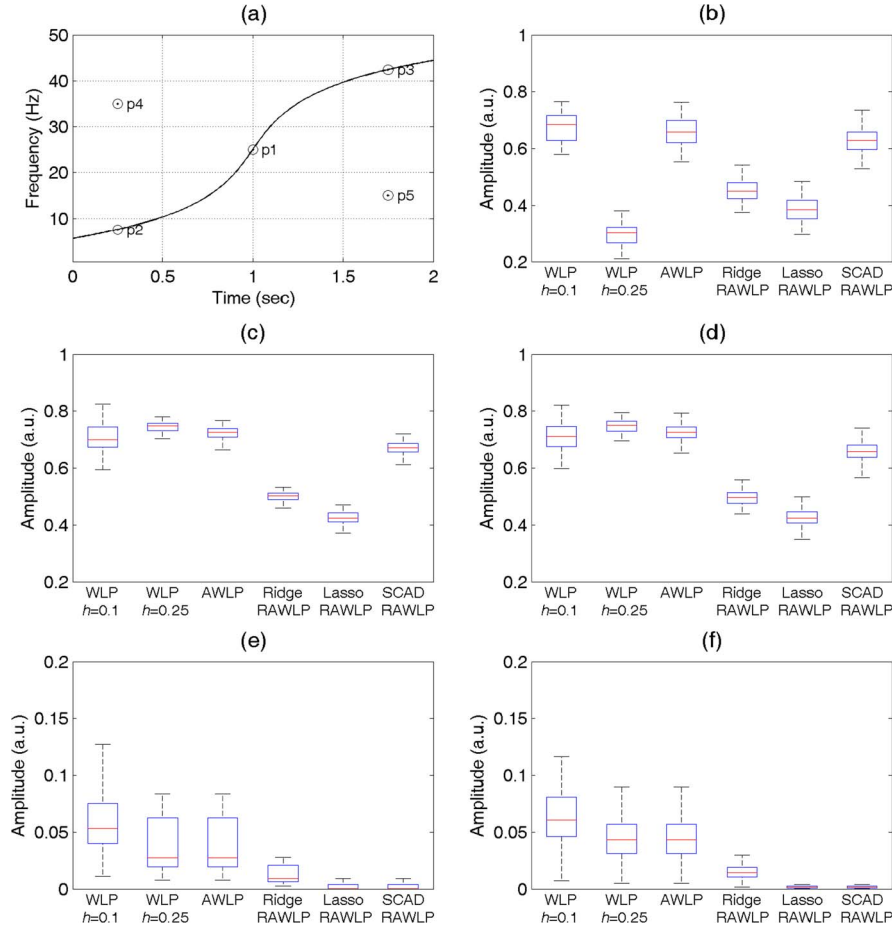 (a)
Frequency (Hz)
50
40
30
20
10
0
0.5
1
1.5
2
Time (sec)
p4
p3
p1
p5
p2
(b)
Amplitude (a.u.)
1
0.8
0.6
0.4
0.2
WLP WLP AWLP Ridge Lasso SCAD
h=0.1 h=0.25 RAWLP RAWLP RAWLP
(c)
Amplitude (a.u.)
1
0.8
0.6
0.4
0.2
WLP WLP AWLP Ridge Lasso SCAD
h=0.1 h=0.25 RAWLP RAWLP RAWLP
(d)
Amplitude (a.u.)
1
0.8
0.6
0.4
0.2
WLP WLP AWLP Ridge Lasso SCAD
h=0.1 h=0.25 RAWLP RAWLP RAWLP
(e)
Amplitude (a.u.)
0.2
0.15
0.1
0.05
0
WLP WLP AWLP Ridge Lasso SCAD
h=0.1 h=0.25 RAWLP RAWLP RAWLP
(f)
Amplitude (a.u.)
0.2
0.15
0.1
0.05
0
WLP WLP AWLP Ridge Lasso SCAD
h=0.1 h=0.25 RAWLP RAWLP RAWLP